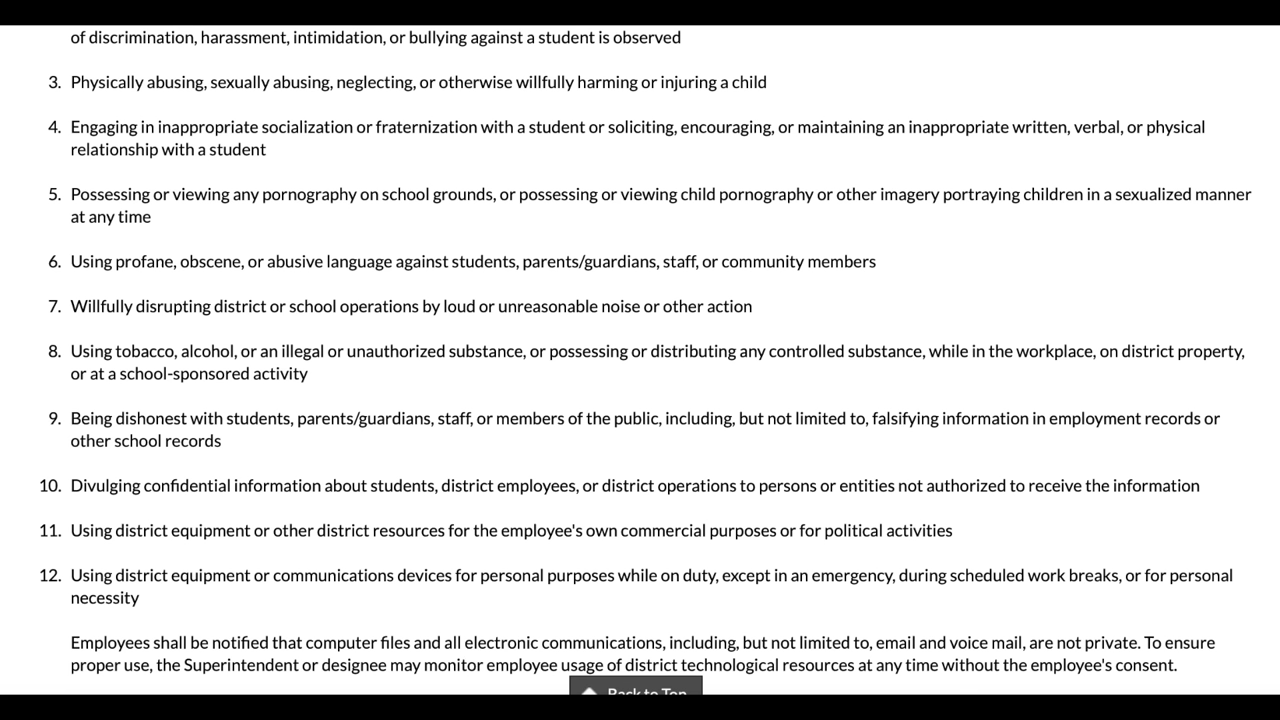 of discrimination, harassment, intimidation, or bullying against a student is observed
3. Physically abusing, sexually abusing, neglecting, or otherwise willfully harming or injuring a child
4. Engaging in inappropriate socialization or fraternization with a student or soliciting, encouraging, or maintaining an inappropriate written, verbal, or physical
relationship with a student
5. Possessing or viewing any pornography on school grounds, or possessing or viewing child pornography or other imagery portraying children in a sexualized manner
at any time
6. Using profane, obscene, or abusive language against students, parents/guardians, staff, or community members
7. Willfully disrupting district or school operations by loud or unreasonable noise or other action
8. Using tobacco, alcohol, or an illegal or unauthorized substance, or possessing or distributing any controlled substance, while in the workplace, on district property,
or at a school-sponsored activity
9. Being dishonest with students, parents/guardians, staff, or members of the public, including, but not limited to, falsifying information in employment records or
other school records
10. Divulging confidential information about students, district employees, or district operations to persons or entities not authorized to receive the information
11. Using district equipment or other district resources for the employee's own commercial purposes or for political activities
12. Using district equipment or communications devices for personal purposes while on duty, except in an emergency, during scheduled work breaks, or for personal
necessity
Employees shall be notified that computer files and all electronic communications, including, but not limited to, email and voice mail, are not private. To ensure
proper use, the Superintendent or designee may monitor employee usage of district technological resources at any time without the employee's consent.
Back to Top